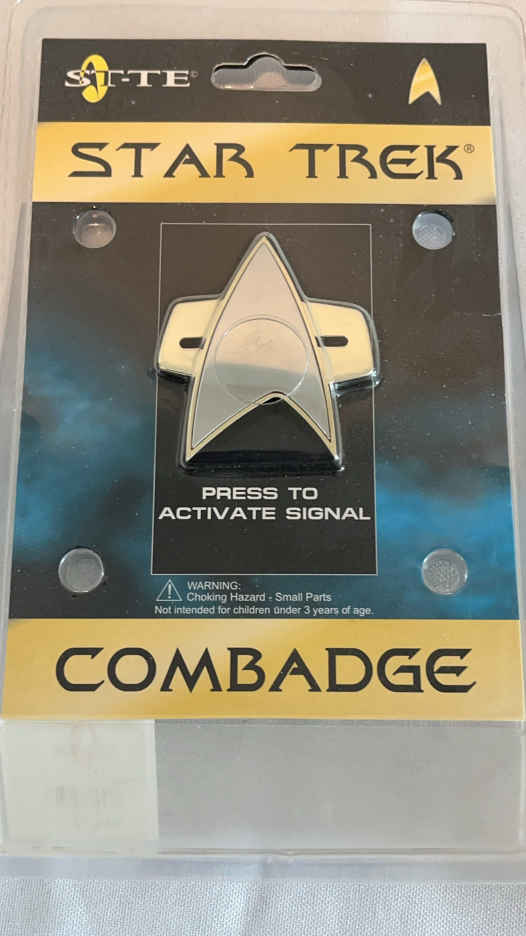 ST-TE©
STAR TREK®
PRESS TO
ACTIVATE SIGNAL
WARNING:
Choking Hazard - Small Parts
Not intended for children under 3 years of age.
COMBADGE